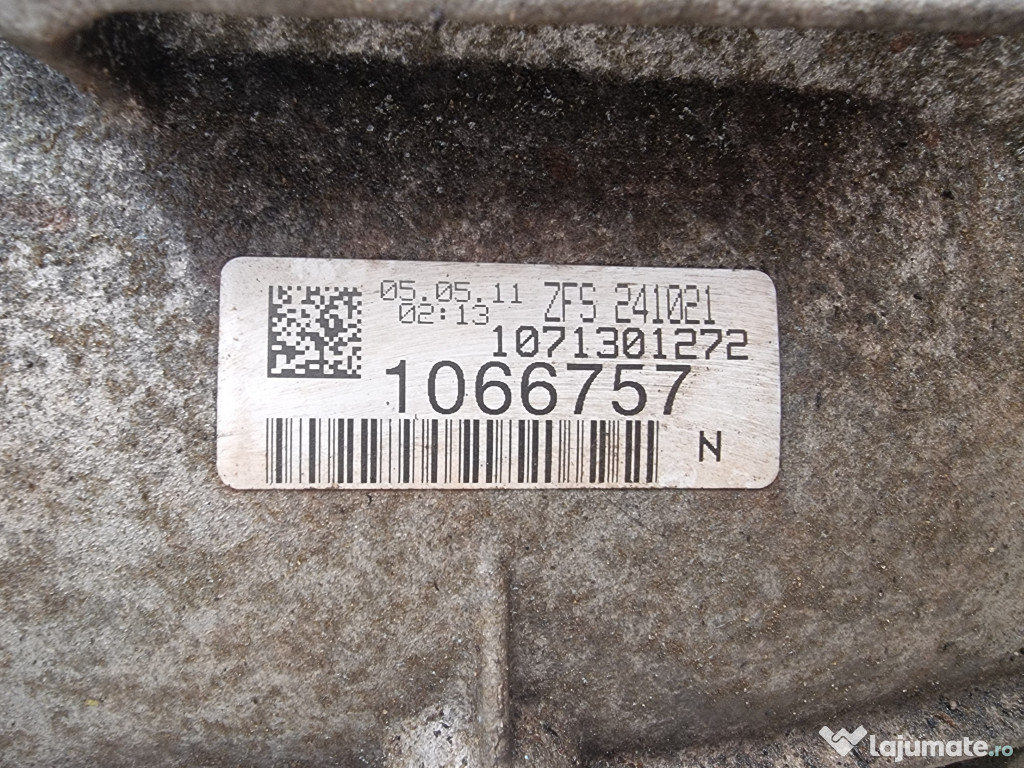 05.05.11 ZFS 241021
02:13
1071301272
1066757
N
lajumate.ro